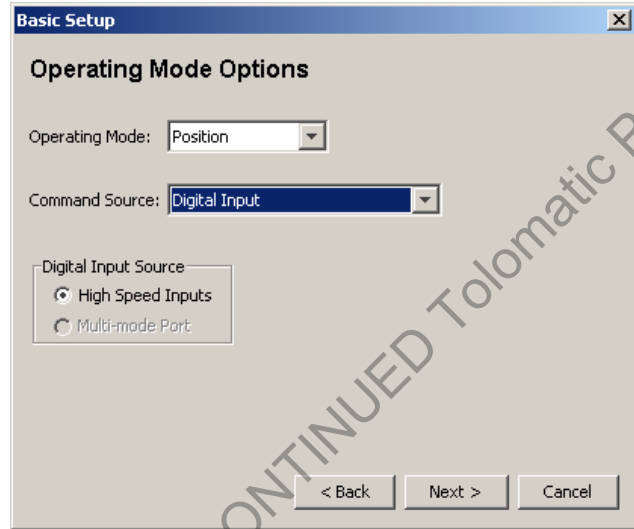 Basic Setup
Operating Mode Options
Operating Mode: Position
Command Source: Digital Input
Digital Input Source
High Speed Inputs
Multi-mode Port
< Back Next > Cancel
ONTINUED Tolomatic